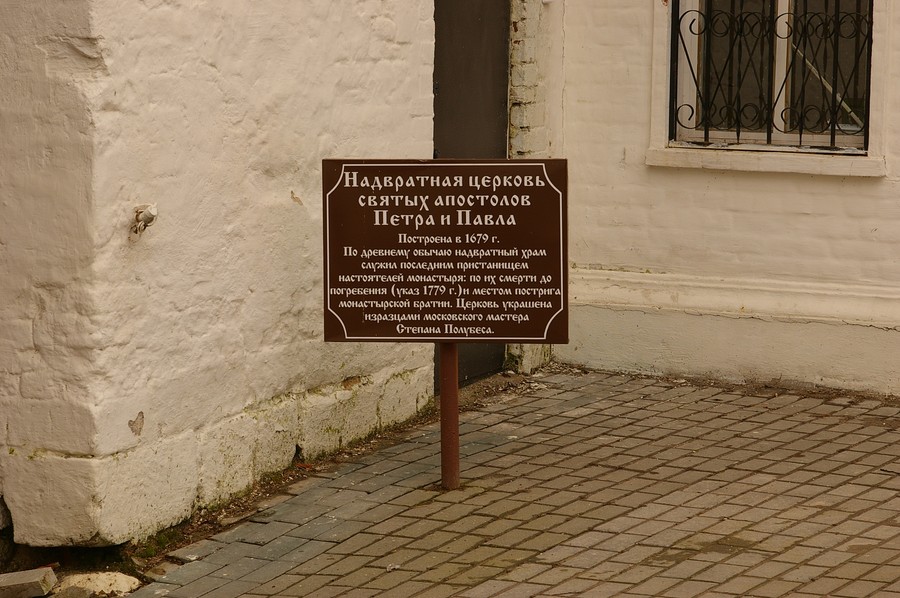 Надвратная церковь
святых апостолов
Петра и Павла
Построена в 1679 г.
По древнему обычаю надвратный храм
служил последним пристанищем
настоятелей монастыря: по их смерти до
погребения (указ 1779 г.)и местом пострига
монастырской братии. Церковь украшена
изразцами московского мастера
Степана Полубеса.